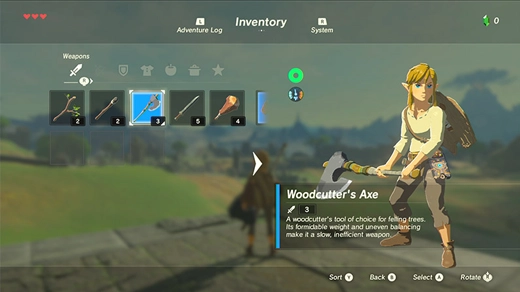 L
Inventory
R
Adventure Log
System
0
Weapons
R
2
2
3
5
4
Woodcutter's Axe
3
A woodcutter's tool of choice for felling trees.
Its formidable weight and uneven balancing
make it a slow, inefficient weapon.
Sort Y
Back B
Select A
Rotate R